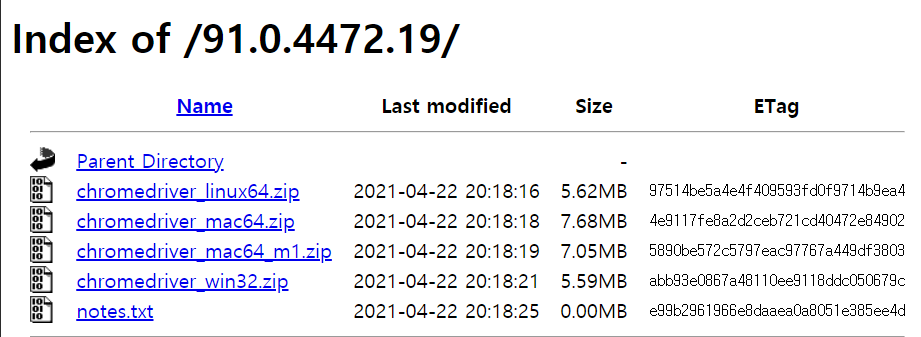 Index of /91.0.4472.19/
Name Last modified Size ETag
Parent Directory -
chromedriver_linux64.zip 2021-04-22 20:18:16 5.62MB 97514be5a4e4f409593fd0f9714b9ea4
chromedriver_mac64.zip 2021-04-22 20:18:18 7.68MB 4e9117fe8a2d2ceb721cd40472e84902
chromedriver_mac64_m1.zip 2021-04-22 20:18:19 7.05MB 5890be572c5797eac97767a449df3803
chromedriver_win32.zip 2021-04-22 20:18:21 5.59MB abb93e0867a48110ee9118ddc050679c
notes.txt 2021-04-22 20:18:25 0.00MB e99b2961966e8daaea0a8051e385ee4d